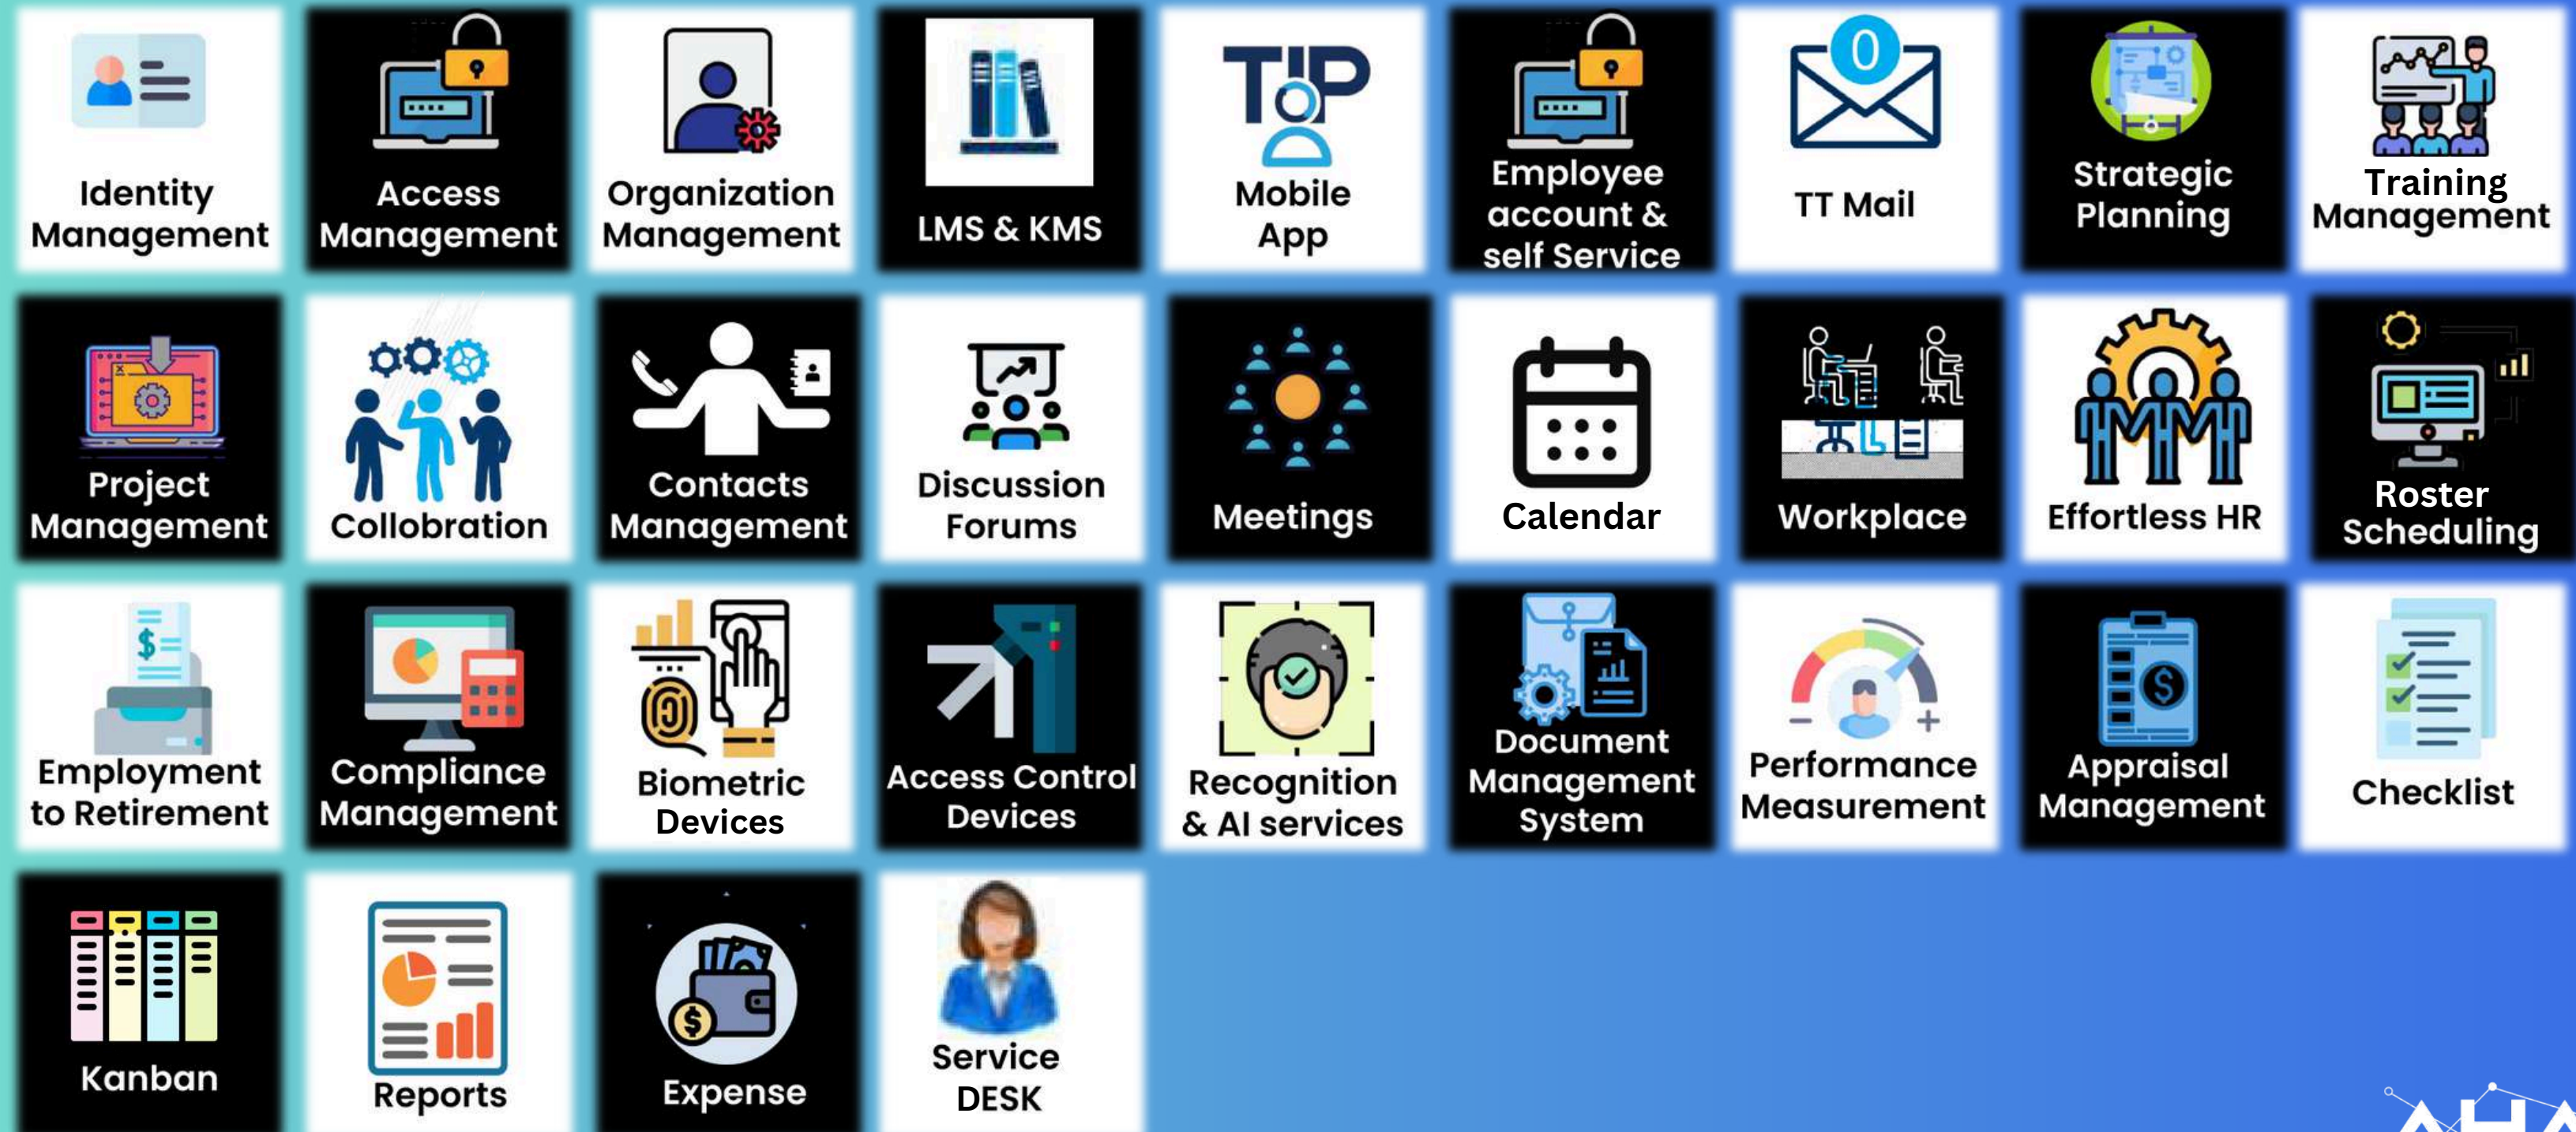 Identity
Management
Access
Management
Organization
Management
LMS & KMS
TIP
Mobile
App
Employee
account &
self Service
0
TT Mail
Strategic
Planning
Training
Management
Project
Management
Collobration
Contacts
Management
Discussion
Forums
Meetings
Calendar
Workplace
Effortless HR
Roster
Scheduling
$
Employment
to Retirement
Compliance
Management
Biometric
Devices
Access Control
Devices
Recognition
& AI services
Document
Management
System
Performance
Measurement
$
Appraisal
Management
Checklist
Kanban
Reports
$
Expense
Service
DESK